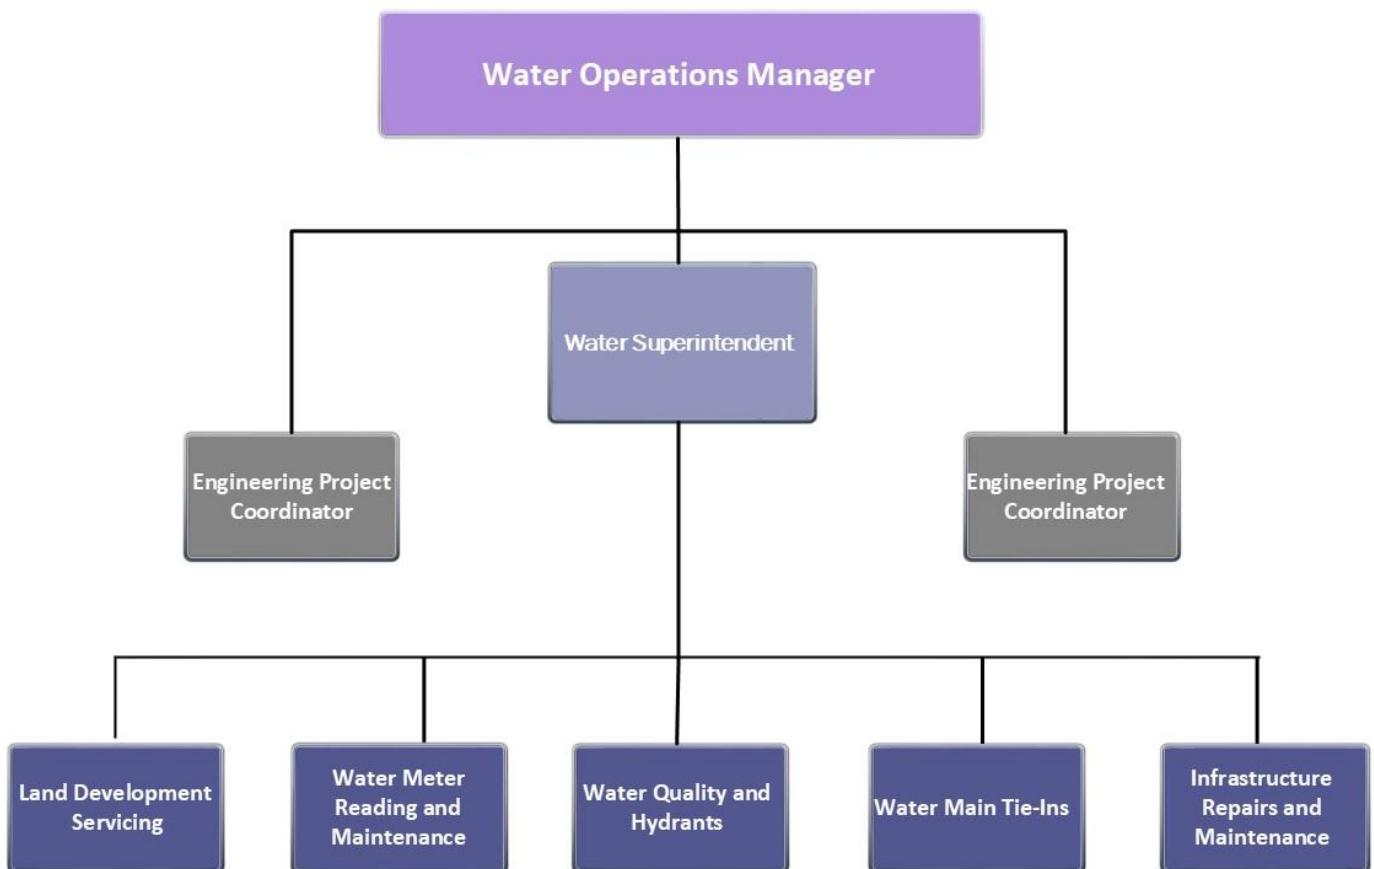 Water Operations Manager
Water Superintendent
Engineering Project
Coordinator
Engineering Project
Coordinator
Land Development
Servicing
Water Meter
Reading and
Maintenance
Water Quality and
Hydrants
Water Main Tie-Ins
Infrastructure
Repairs and
Maintenance